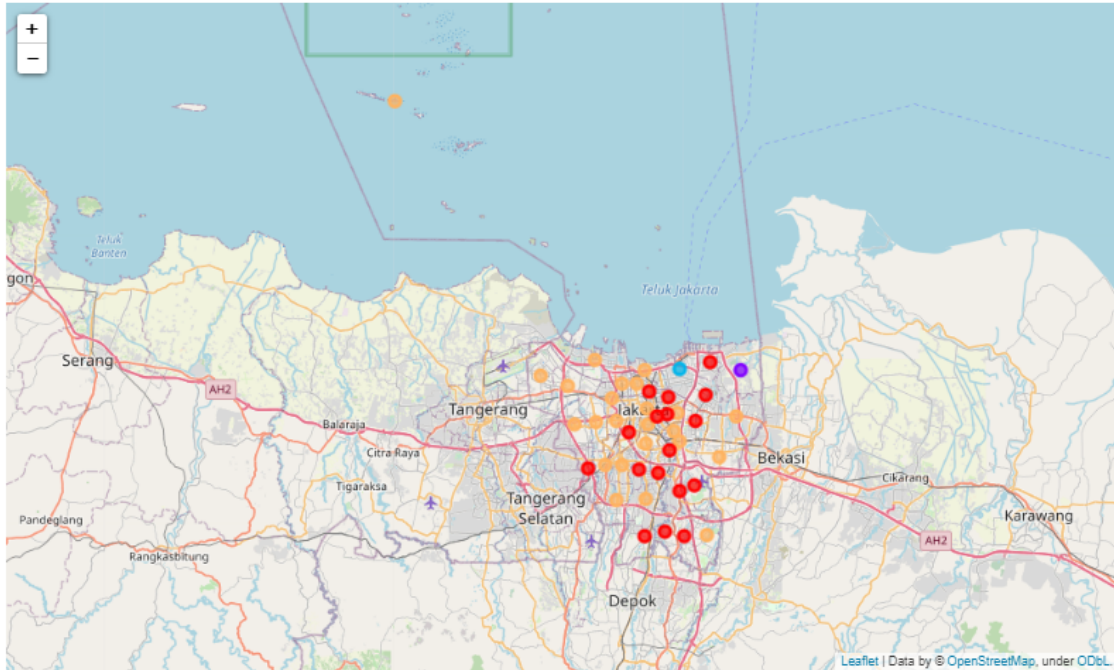 +
−
Teluk
Banten
gon
Serang
AH2
Teluk Jakarta
Tangerang
Jaka
Balaraja
Citra Raya
Bekasi
Cikarang
Tigaraksa
Tangerang
Selatan
Karawang
Pandeglang
AH2
Rangkasbitung
Depok
Leaflet | Data by © OpenStreetMap, under ODbL.